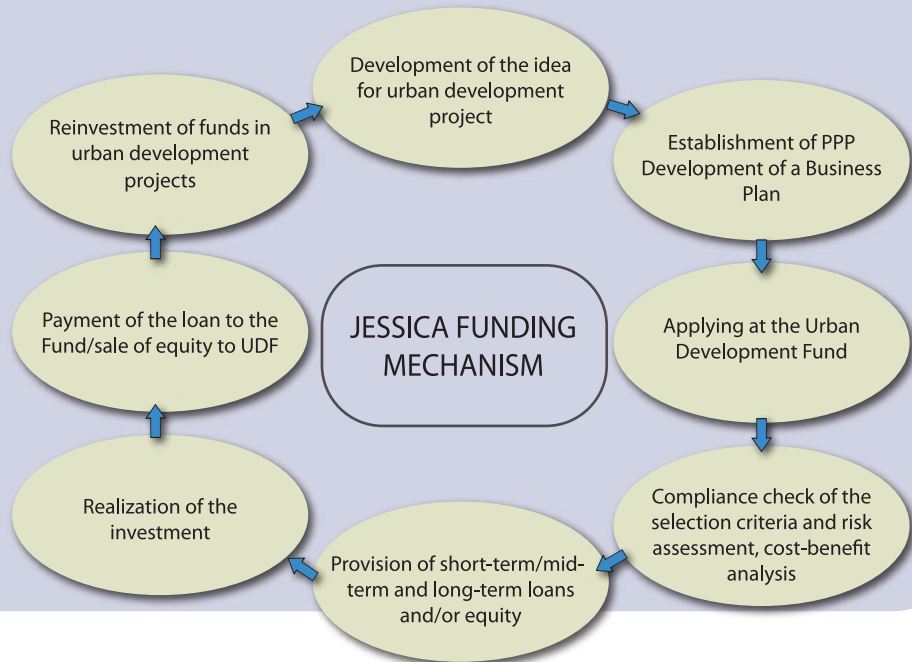 Development of the idea
for urban development
project
Establishment of PPP
Development of a Business
Plan
Applying at the Urban
Development Fund
Compliance check of the
selection criteria and risk
assessment, cost-benefit
analysis
Provision of short-term/mid-
term and long-term loans
and/or equity
Realization of the
investment
Payment of the loan to the
Fund/sale of equity to UDF
Reinvestment of funds in
urban development
projects
JESSICA FUNDING
MECHANISM